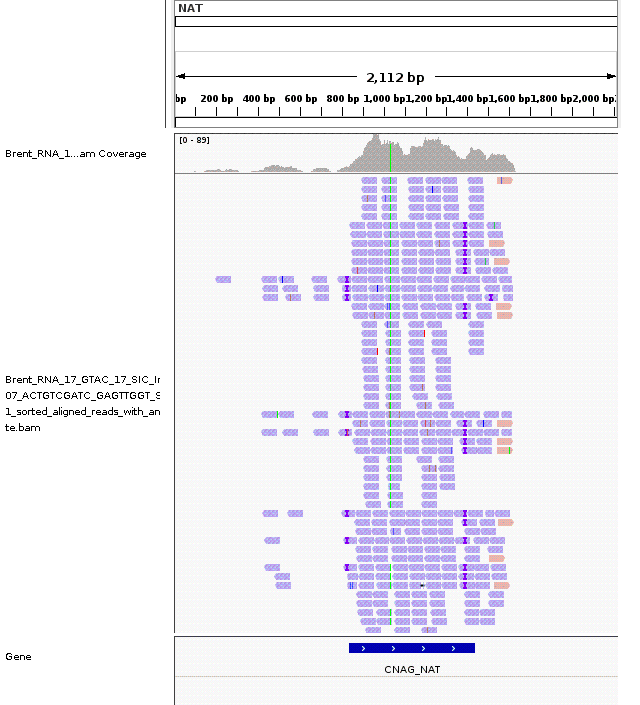 NAT
2,112 bp
bp 200 bp 400 bp 600 bp 800 bp 1,000 bp 1,200 bp 1,400 bp 1,600 bp 1,800 bp 2,000 bp 2,
[0 - 89]
Brent_RNA_1...am Coverage
Brent_RNA_17_GTAC_17_SIC_Ir
07_ACTGTCGATC_GAGTTGGT_S
1_sorted_aligned_reads_with_an
te.bam
Gene
CNAG_NAT